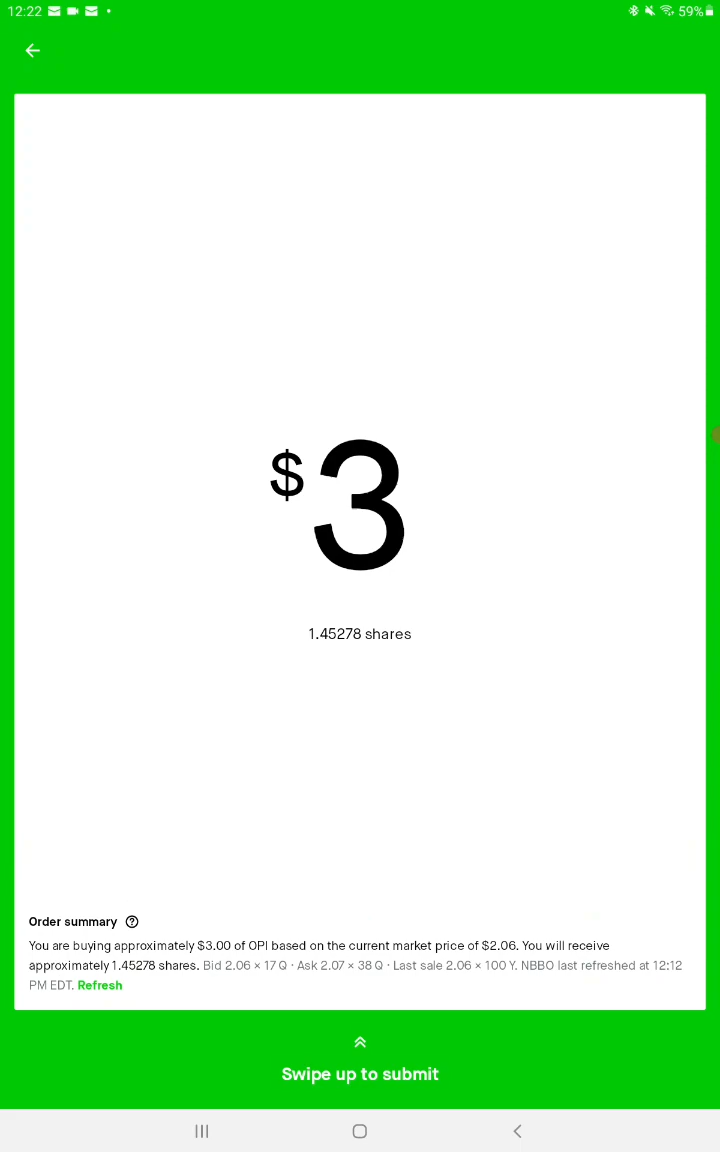 12:22
59%
$3
1.45278 shares
Order summary
You are buying approximately $3.00 of OPI based on the current market price of $2.06. You will receive
approximately 1.45278 shares. Bid 2.06 × 17 Q · Ask 2.07 × 38 Q · Last sale 2.06 × 100 Y. NBBO last refreshed at 12:12
PM EDT. Refresh
Swipe up to submit